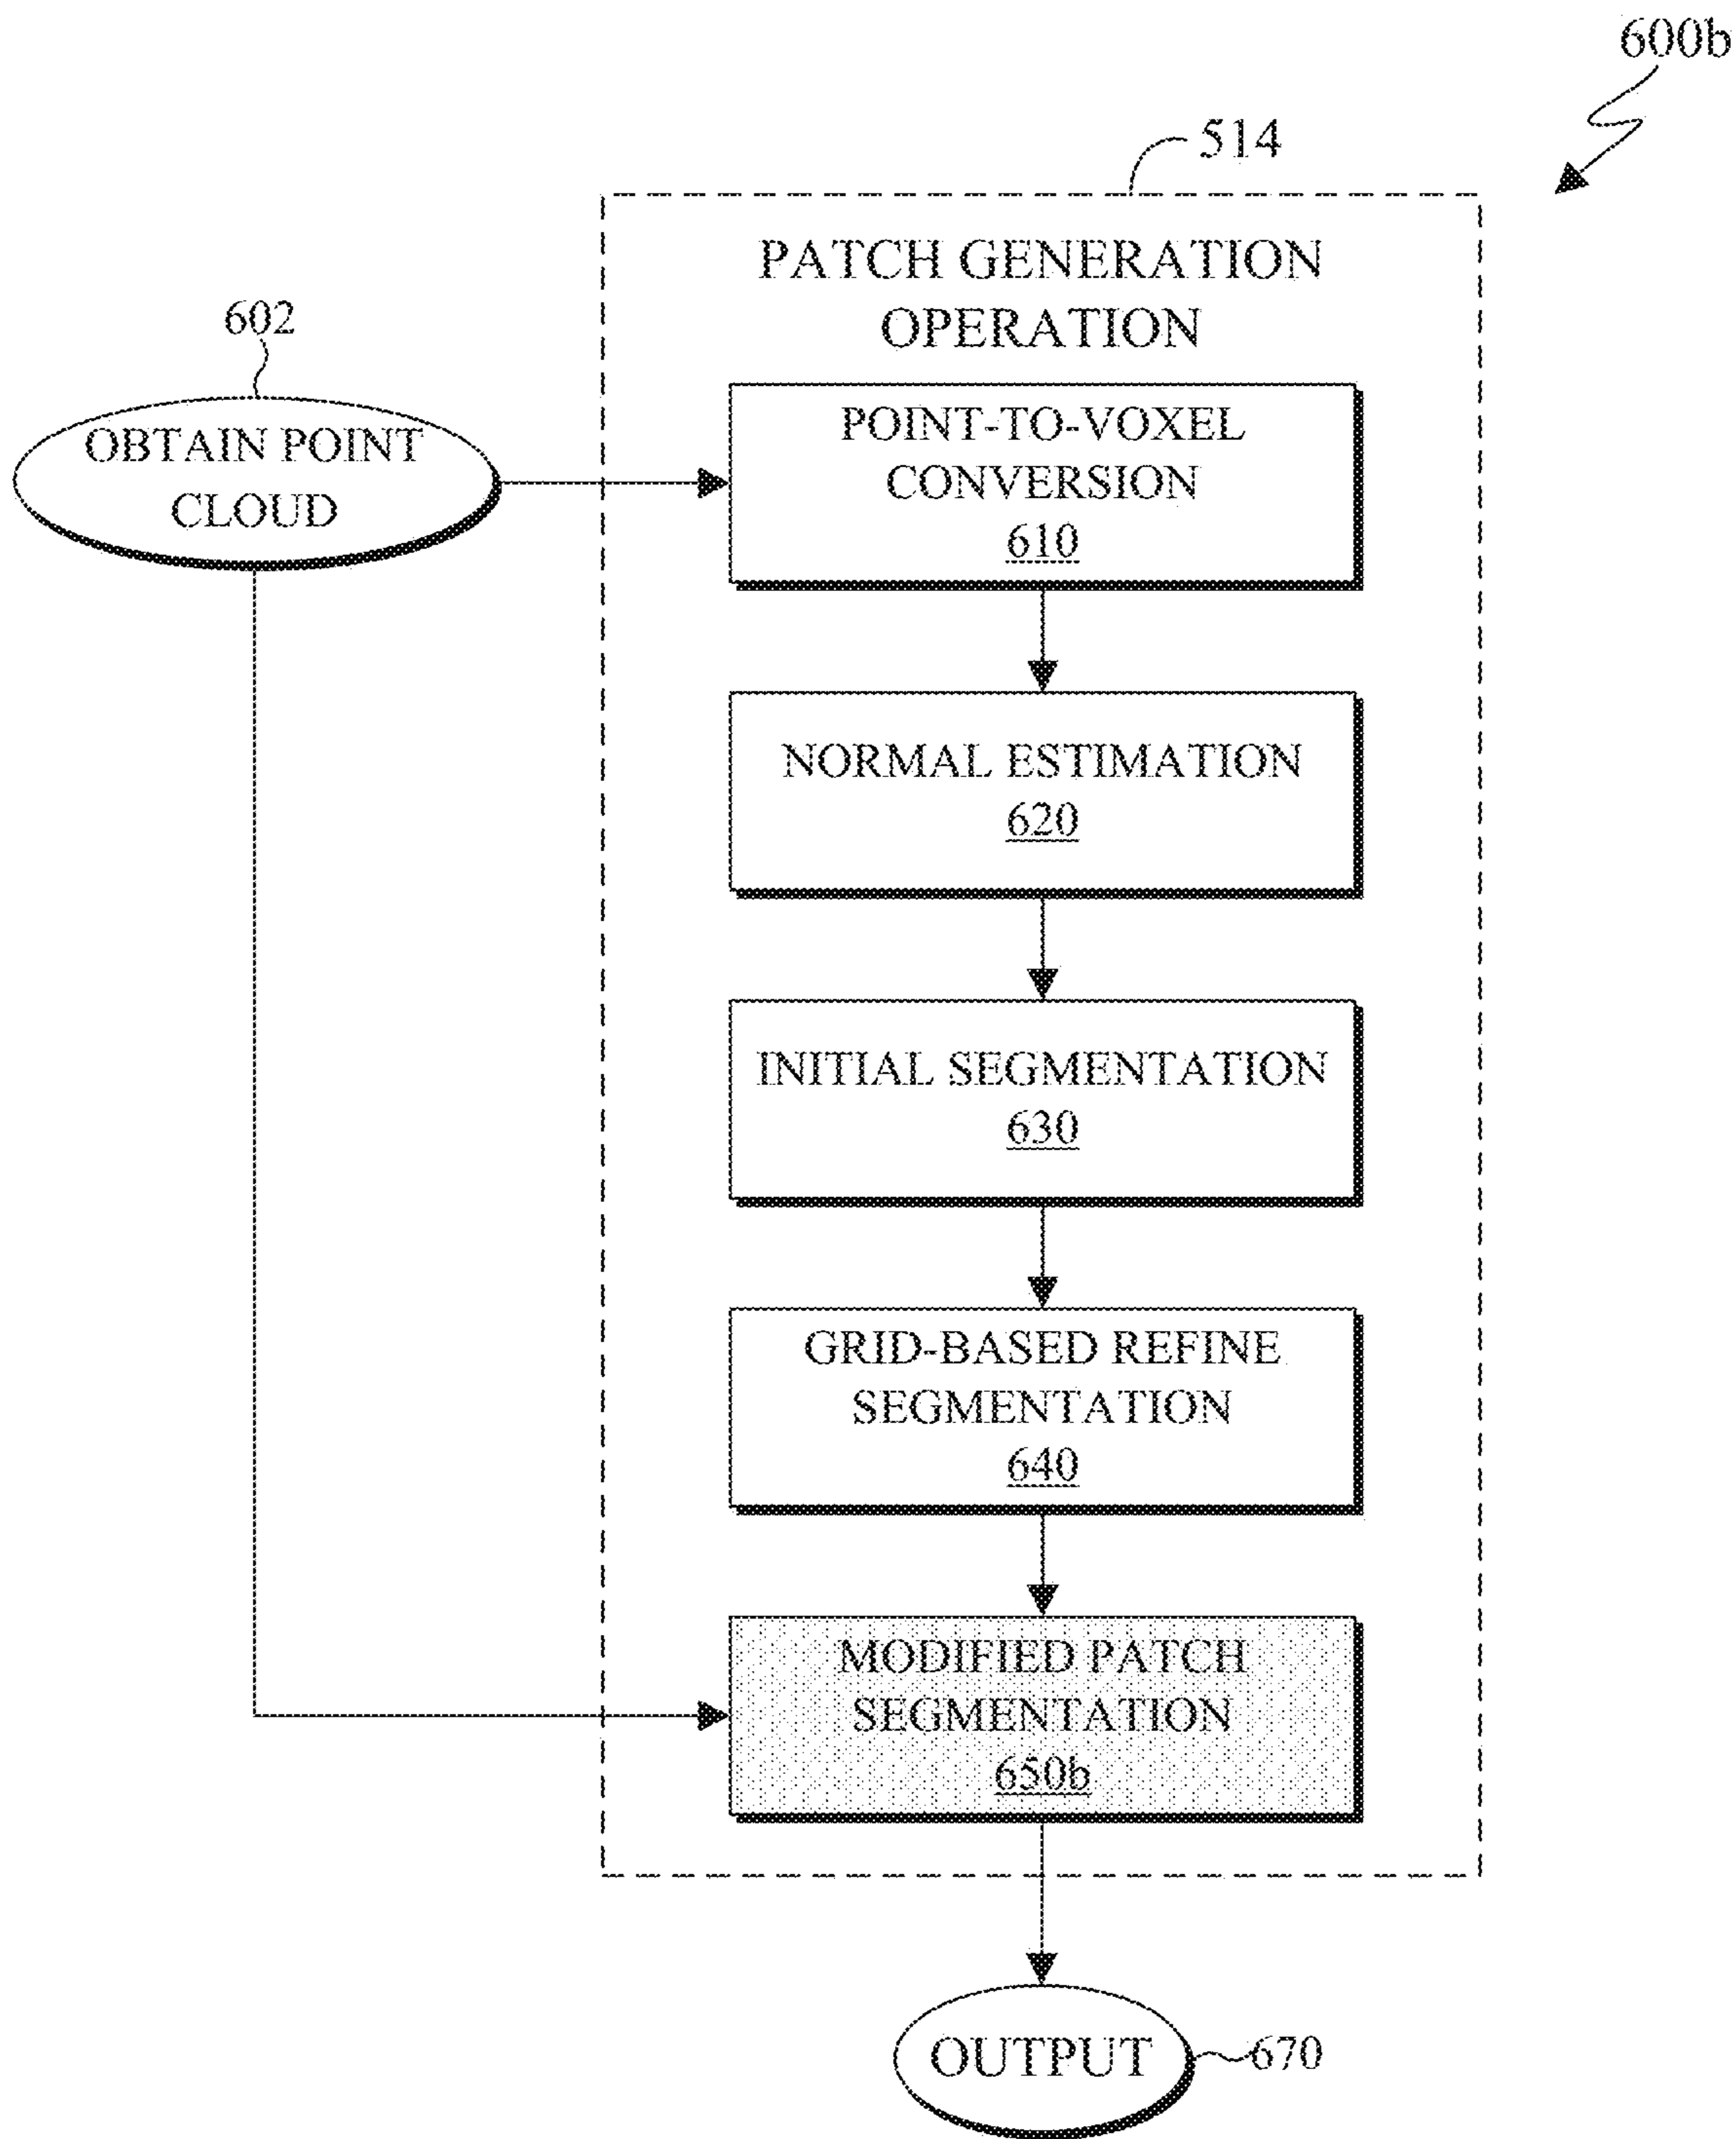 600b
514
PATCH GENERATION
OPERATION
602
OBTAIN POINT
CLOUD
POINT-TO-VOXEL
CONVERSION
610
NORMAL ESTIMATION
620
INITIAL SEGMENTATION
630
GRID-BASED REFINE
SEGMENTATION
640
MODIFIED PATCH
SEGMENTATION
650b
OUTPUT
670